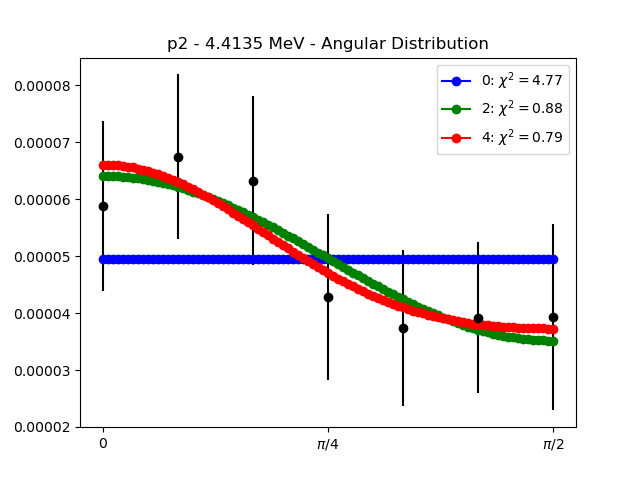 p2 - 4.4135 MeV - Angular Distribution
0: χ² = 4.77
2: χ² = 0.88
4: χ² = 0.79
0.00008
0.00007
0.00006
0.00005
0.00004
0.00003
0.00002
0 π/4 π/2